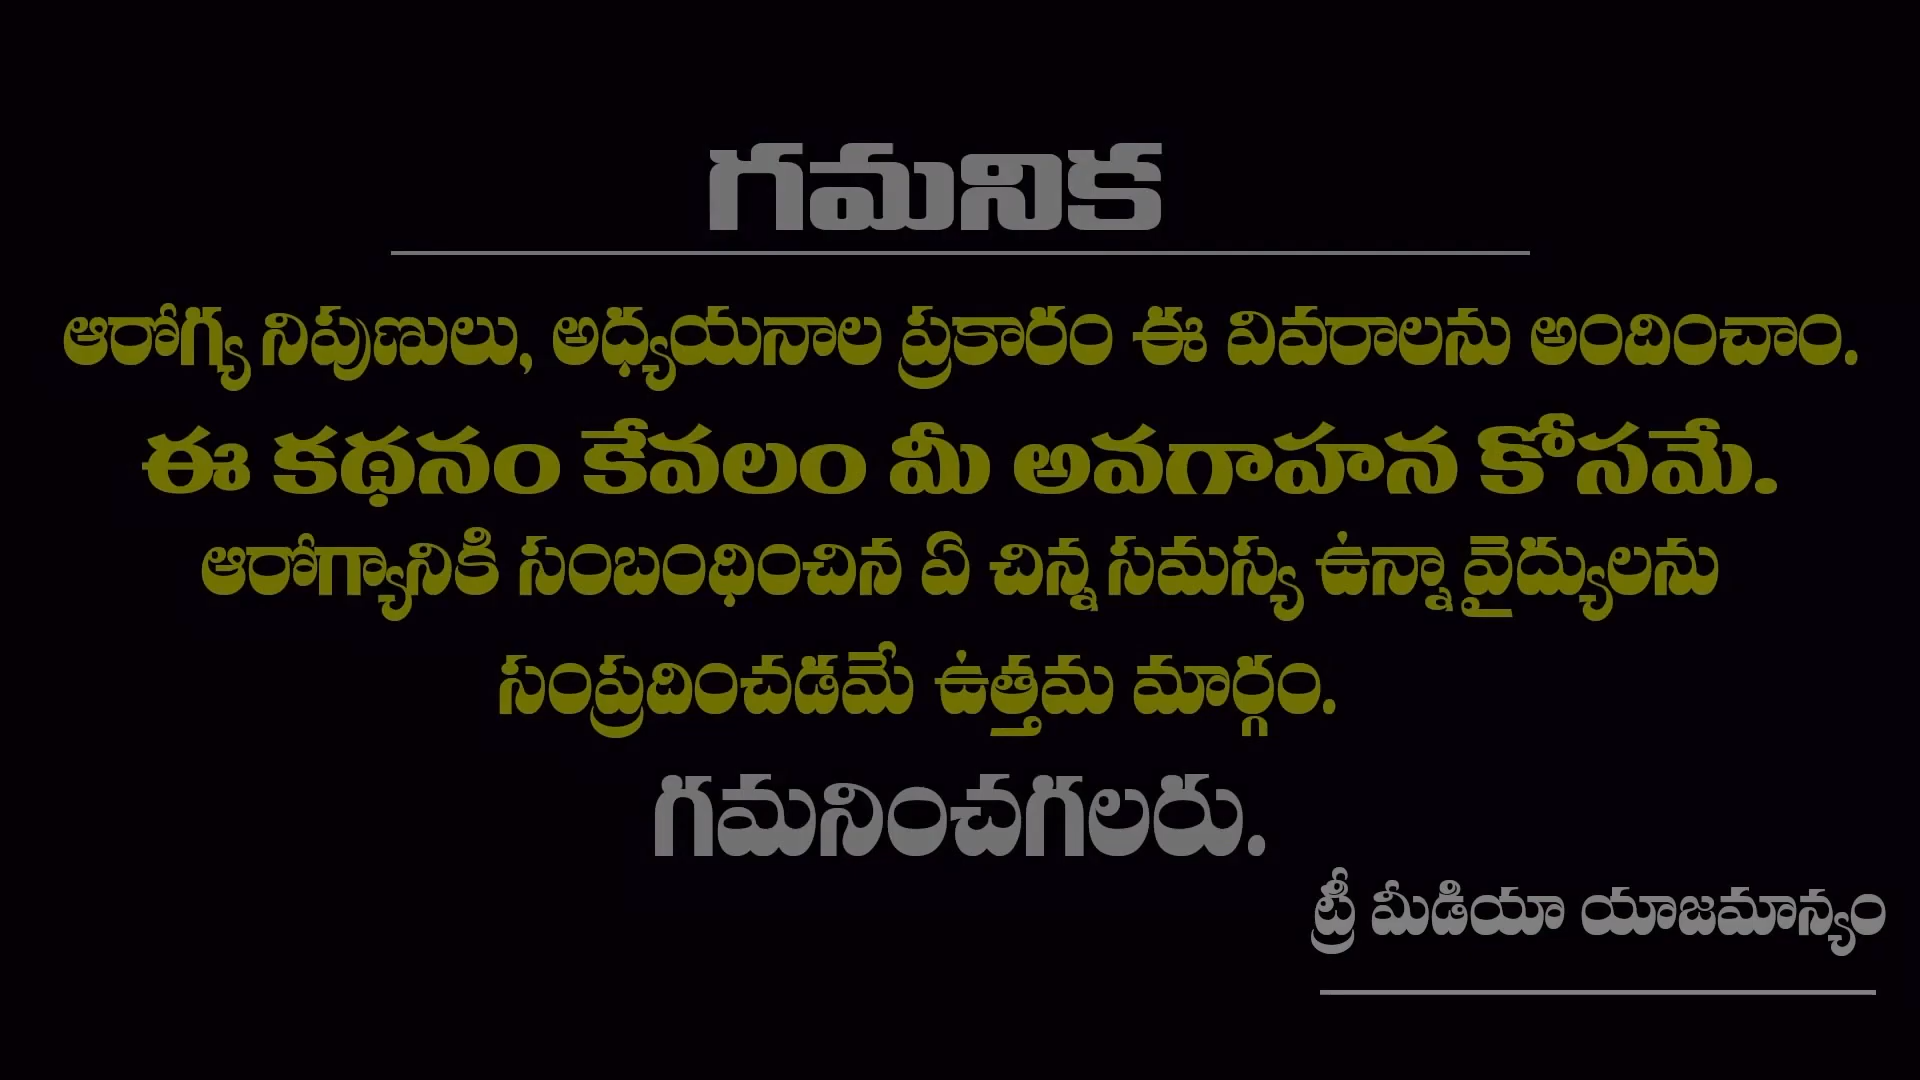 గమనిక
ఆరోగ్య నిపుణులు, అధ్యయనాల ప్రకారం ఈ వివరాలను అందించాం.
ఈ కథనం కేవలం మీ అవగాహన కోసమే.
ఆరోగ్యానికి సంబంధించిన ఏ చిన్న సమస్య ఉన్నా వైద్యులను
సంప్రదించడమే ఉత్తమ మార్గం.
గమనించగలరు.
ట్రీ మీడియా యాజమాన్యం